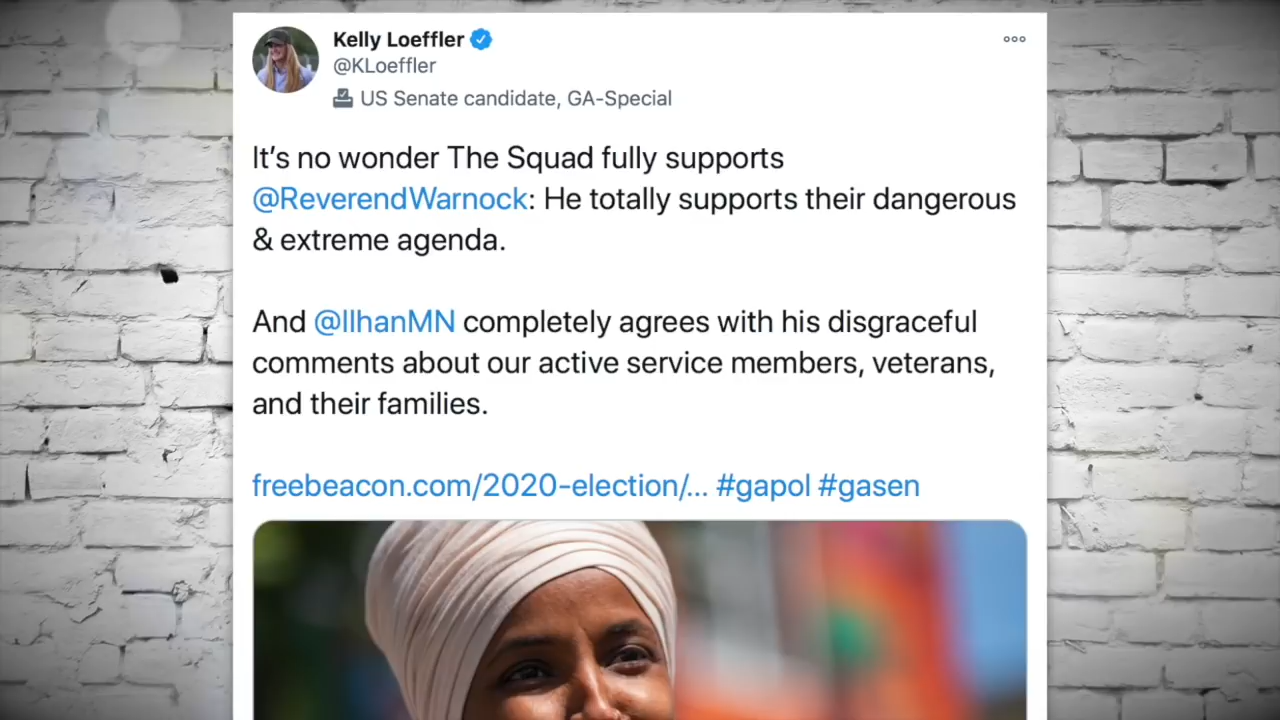 Kelly Loeffler
@KLoeffler
US Senate candidate, GA-Special
It's no wonder The Squad fully supports
@ReverendWarnock: He totally supports their dangerous
& extreme agenda.
And @IlhanMN completely agrees with his disgraceful
comments about our active service members, veterans,
and their families.
freebeacon.com/2020-election/... #gapol #gasen